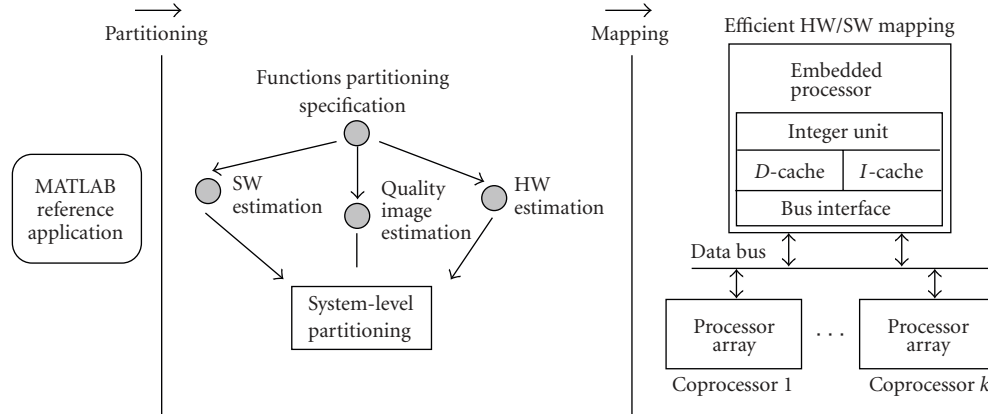 Partitioning
Mapping
MATLAB
reference
application
Functions partitioning
specification
SW
estimation
Quality
image
estimation
HW
estimation
System-level
partitioning
Efficient HW/SW mapping
Embedded
processor
Integer unit
D-cache
I-cache
Bus interface
Data bus
Processor
array
. . .
Processor
array
Coprocessor 1
Coprocessor k